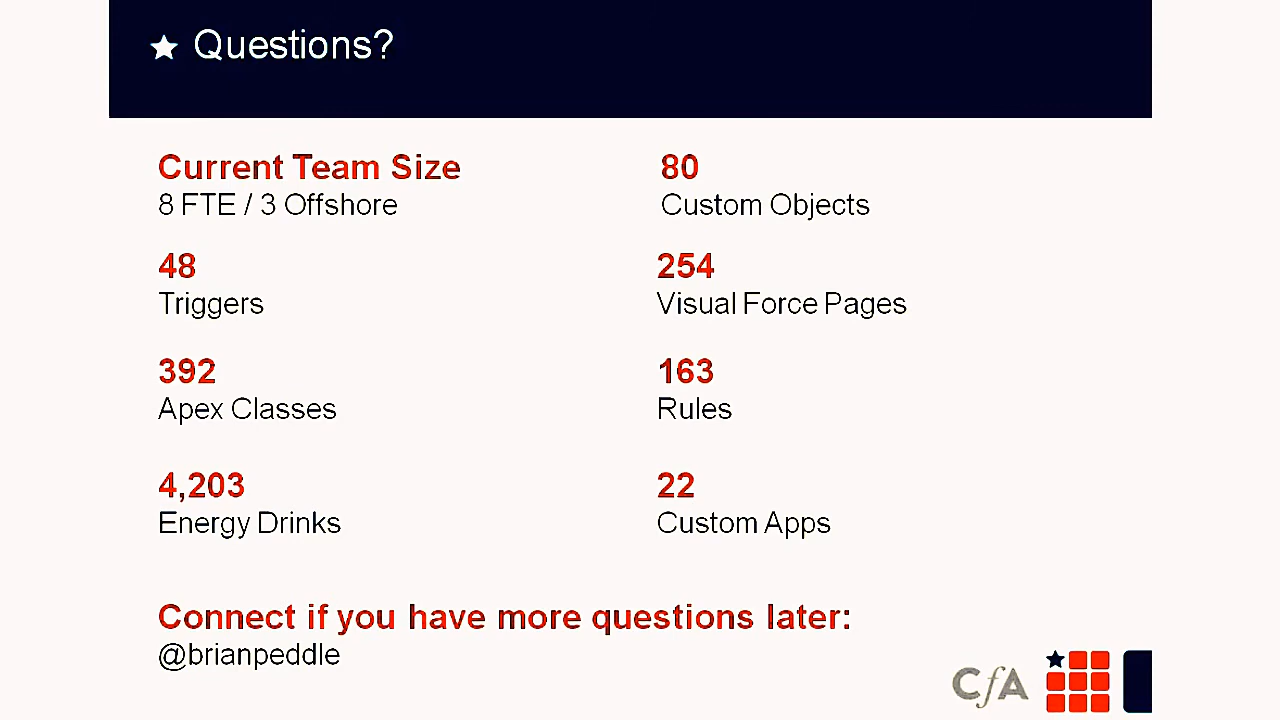 Questions?
Current Team Size
8 FTE / 3 Offshore
80
Custom Objects
48
Triggers
254
Visual Force Pages
392
Apex Classes
163
Rules
4,203
Energy Drinks
22
Custom Apps
Connect if you have more questions later:
@brianpeddle
CfA